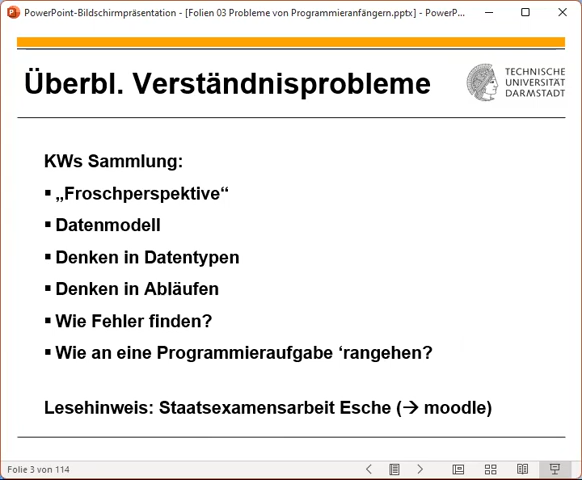 PowerPoint-Bildschirmpräsentation - [Folien 03 Probleme von Programmieranfängern.pptx] - PowerP...
Überbl. Verständnisprobleme
TECHNISCHE
UNIVERSITÄT
DARMSTADT
KWs Sammlung:
▪ „Froschperspektive“
▪ Datenmodell
▪ Denken in Datentypen
▪ Denken in Abläufen
▪ Wie Fehler finden?
▪ Wie an eine Programmieraufgabe ‘rangehen?
Lesehinweis: Staatsexamensarbeit Esche (→ moodle)
Folie 3 von 114